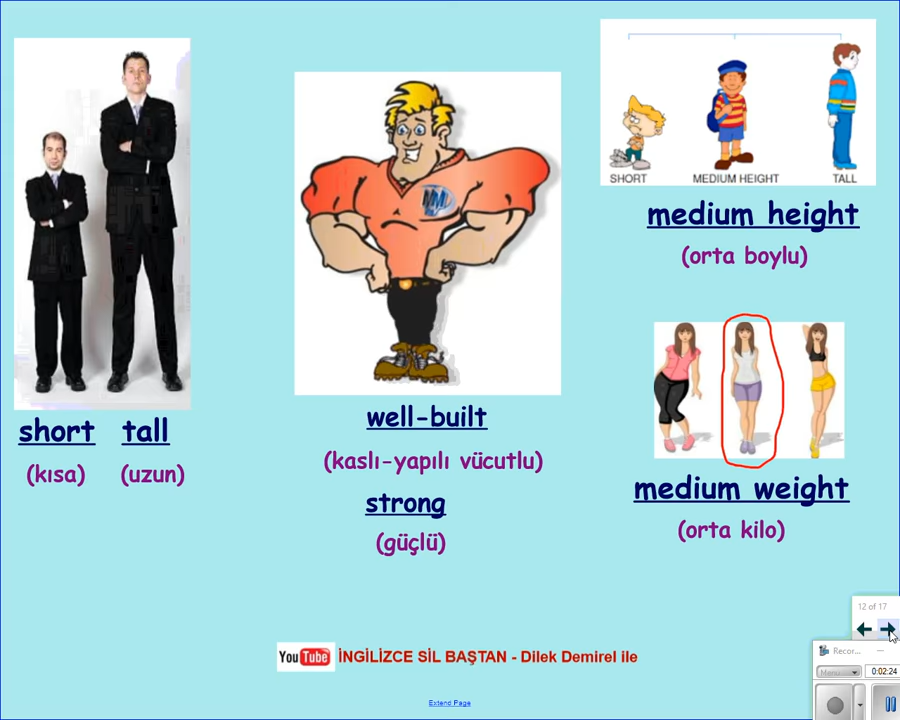 short tall
(kısa) (uzun)
well-built
(kaslı-yapılı vücutlu)
strong
(güçlü)
SHORT MEDIUM HEIGHT TALL
medium height
(orta boylu)
medium weight
(orta kilo)
YouTube İNGİLİZCE SİL BAŞTAN - Dilek Demirel ile
Extend Page
12 of 17
Recor...
Menu
0:02:24